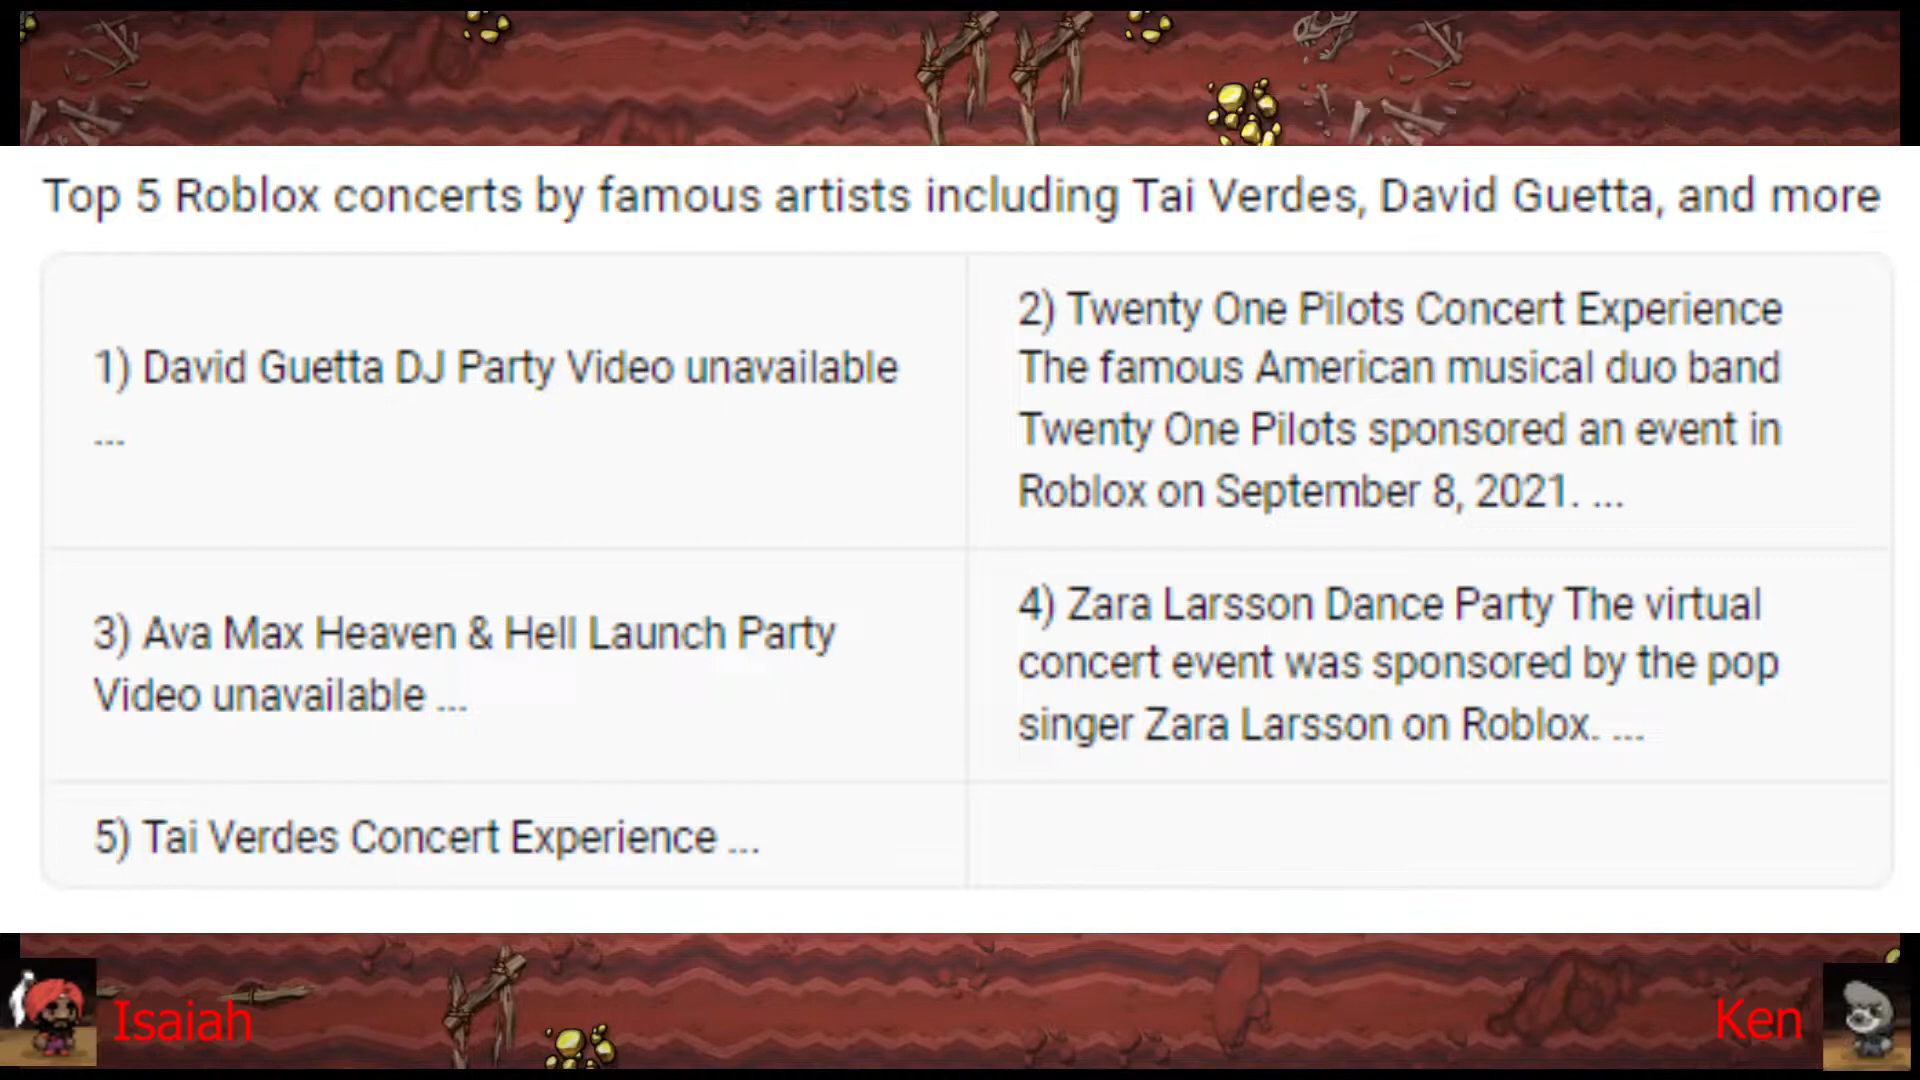 Top 5 Roblox concerts by famous artists including Tai Verdes, David Guetta, and more
1) David Guetta DJ Party Video unavailable
...
2) Twenty One Pilots Concert Experience
The famous American musical duo band
Twenty One Pilots sponsored an event in
Roblox on September 8, 2021. ...
3) Ava Max Heaven & Hell Launch Party
Video unavailable ...
4) Zara Larsson Dance Party The virtual
concert event was sponsored by the pop
singer Zara Larsson on Roblox. ...
5) Tai Verdes Concert Experience ...
Isaiah
Ken